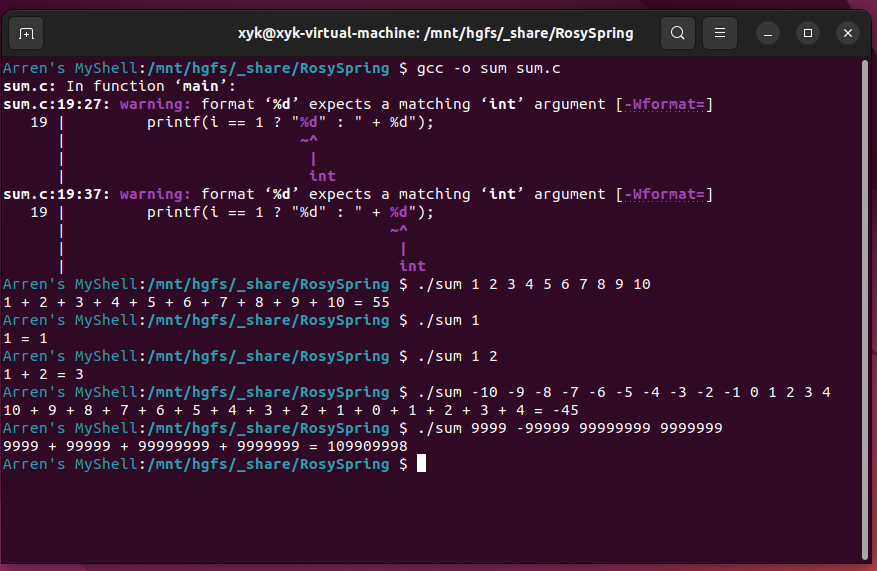 xyk@xyk-virtual-machine: /mnt/hgfs/_share/RosySpring
Arren's MyShell:/mnt/hgfs/_share/RosySpring $ gcc -o sum sum.c
sum.c: In function ‘main’:
sum.c:19:27: warning: format ‘%d’ expects a matching ‘int’ argument [-Wformat=]
   19 |         printf(i == 1 ? "%d" : " + %d");
      |                          ~^
      |                           |
      |                           int
sum.c:19:37: warning: format ‘%d’ expects a matching ‘int’ argument [-Wformat=]
   19 |         printf(i == 1 ? "%d" : " + %d");
      |                                    ~^
      |                                     |
      |                                     int
Arren's MyShell:/mnt/hgfs/_share/RosySpring $ ./sum 1 2 3 4 5 6 7 8 9 10
1 + 2 + 3 + 4 + 5 + 6 + 7 + 8 + 9 + 10 = 55
Arren's MyShell:/mnt/hgfs/_share/RosySpring $ ./sum 1
1 = 1
Arren's MyShell:/mnt/hgfs/_share/RosySpring $ ./sum 1 2
1 + 2 = 3
Arren's MyShell:/mnt/hgfs/_share/RosySpring $ ./sum -10 -9 -8 -7 -6 -5 -4 -3 -2 -1 0 1 2 3 4
10 + 9 + 8 + 7 + 6 + 5 + 4 + 3 + 2 + 1 + 0 + 1 + 2 + 3 + 4 = -45
Arren's MyShell:/mnt/hgfs/_share/RosySpring $ ./sum 9999 -99999 99999999 9999999
9999 + 99999 + 99999999 + 9999999 = 109909998
Arren's MyShell:/mnt/hgfs/_share/RosySpring $